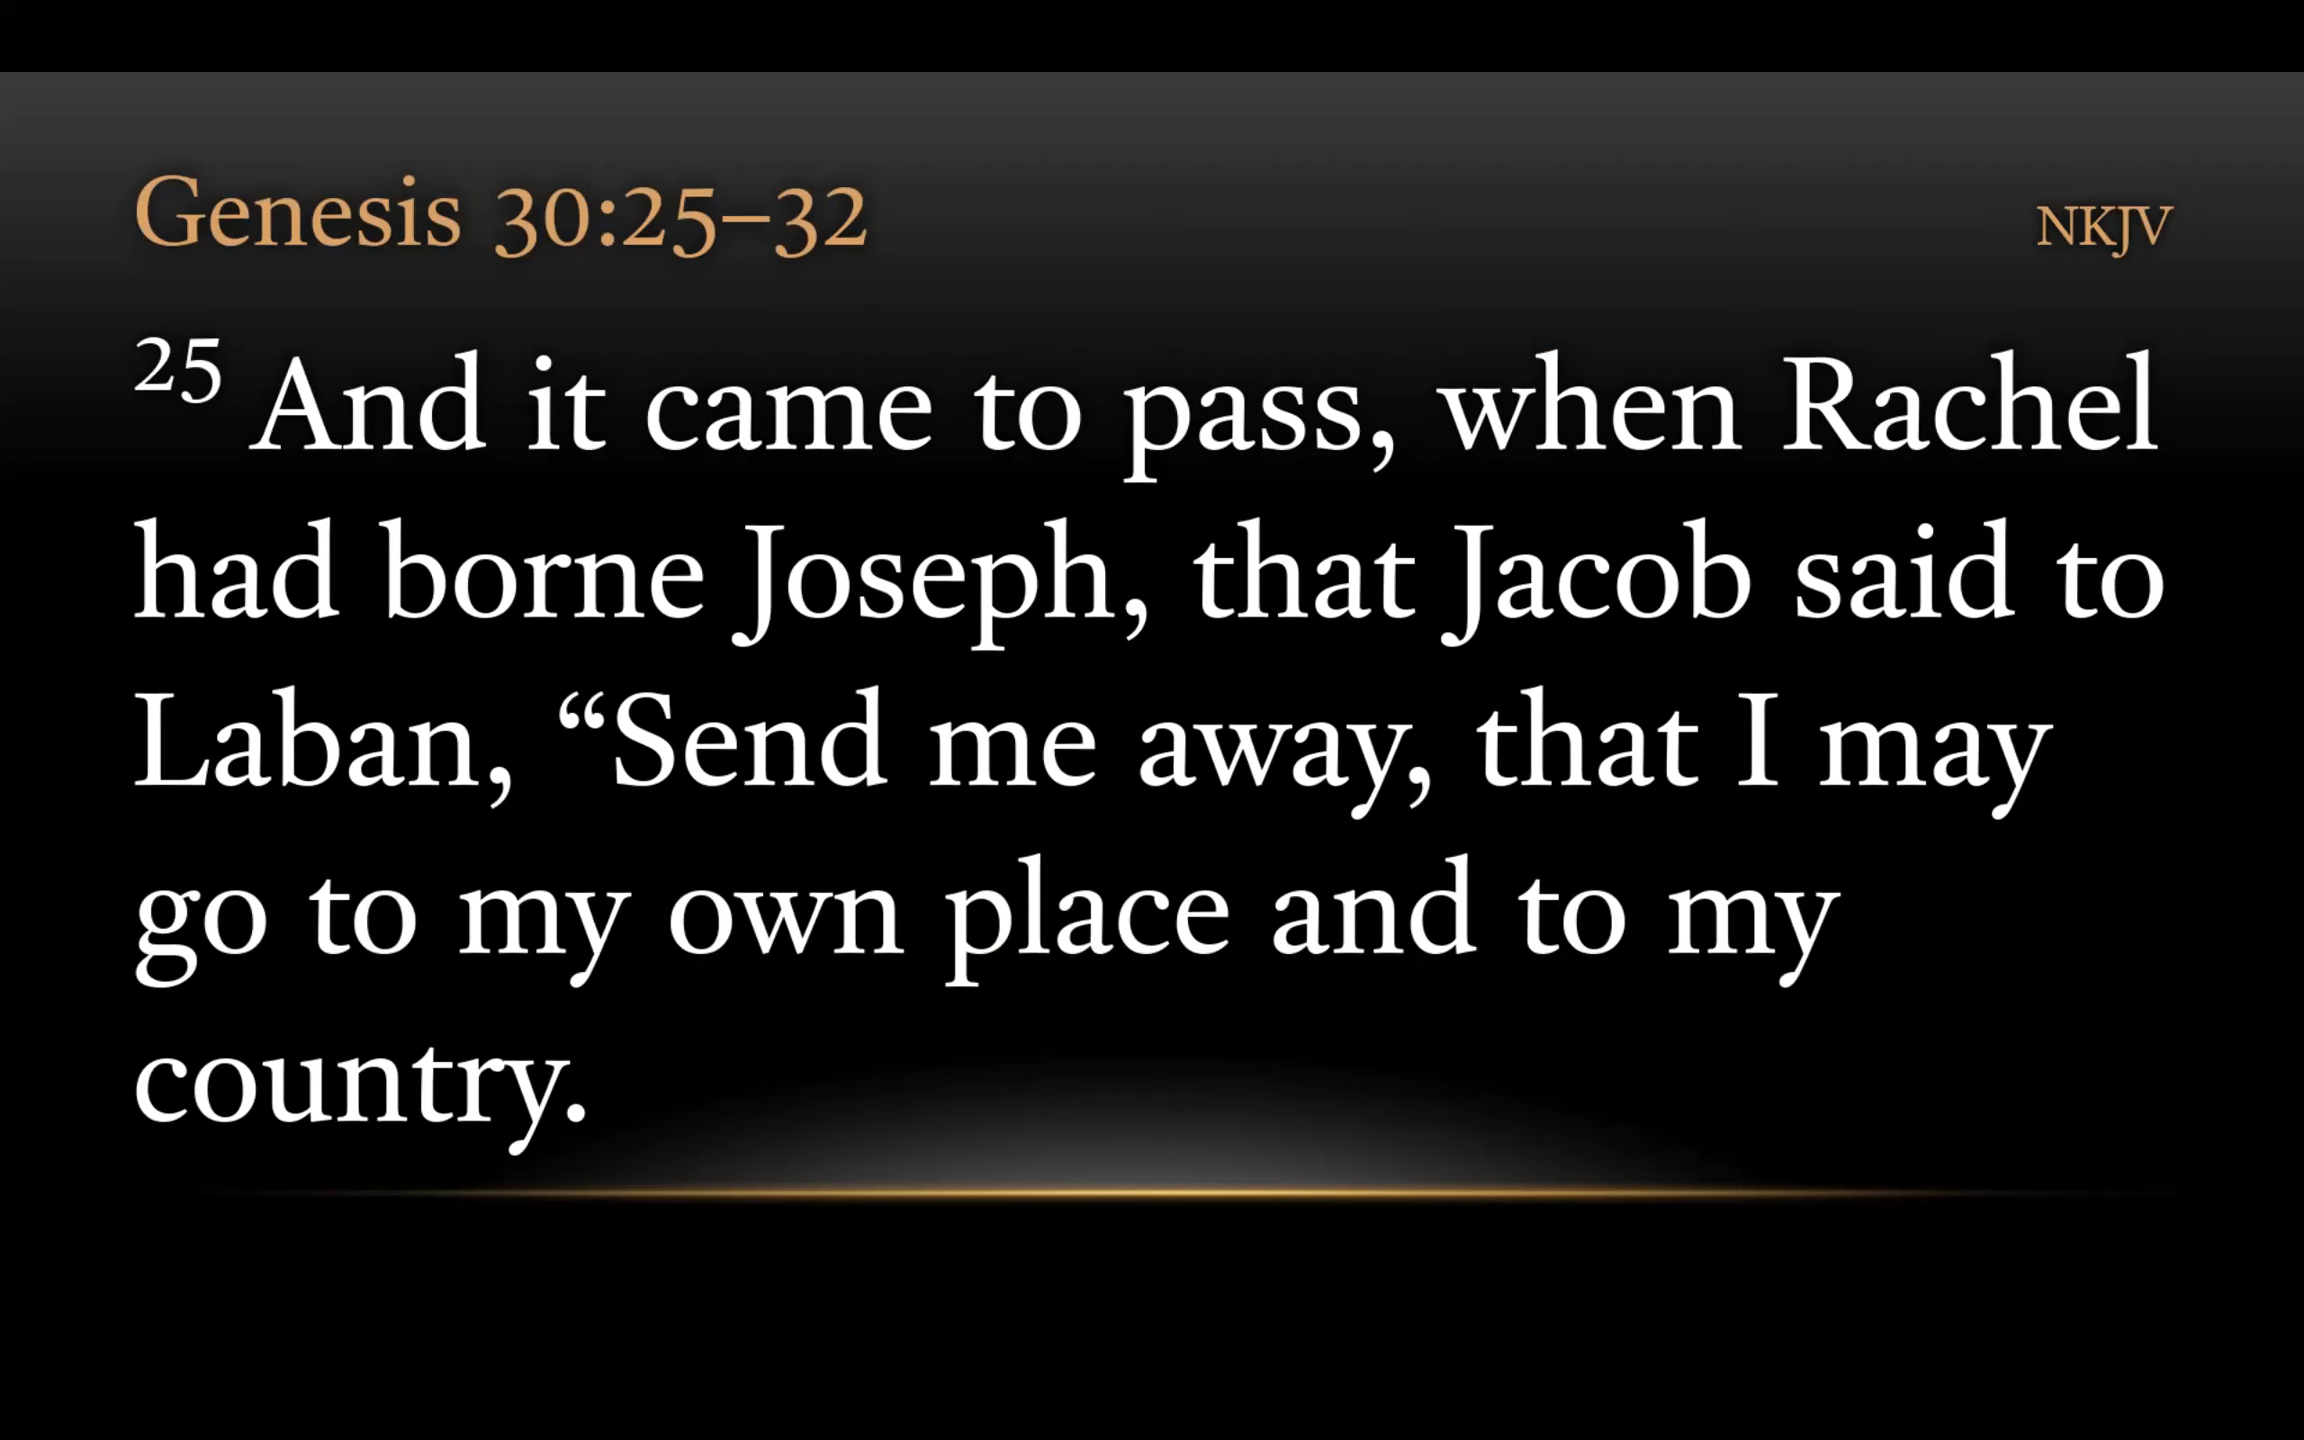 Genesis 30:25–32
NKJV
25 And it came to pass, when Rachel
had borne Joseph, that Jacob said to
Laban, “Send me away, that I may
go to my own place and to my
country.